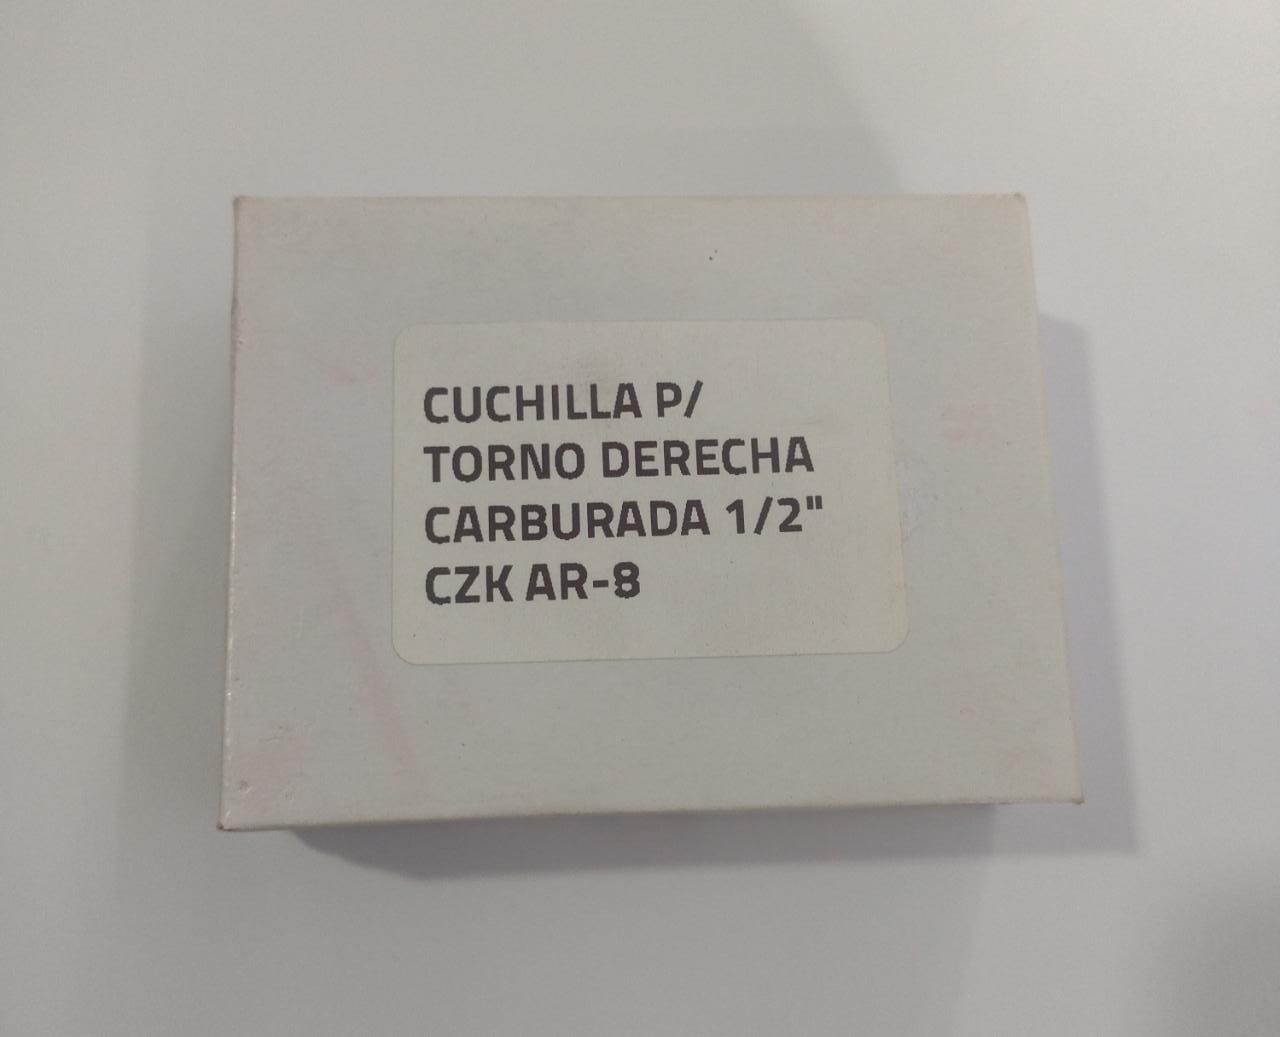 CUCHILLA P/
TORNO DERECHA
CARBURADA 1/2"
CZK AR-8